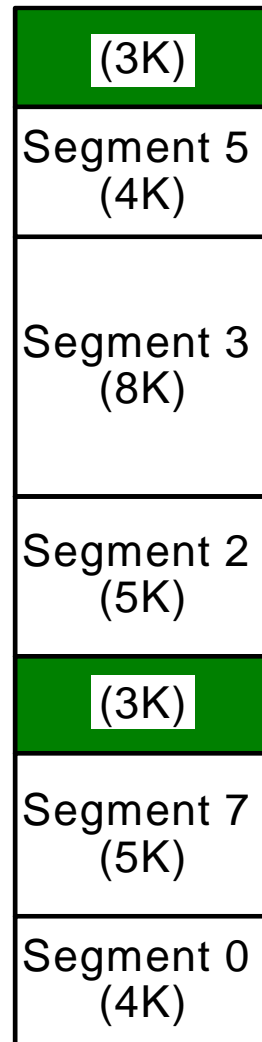 (3K)
Segment 5
(4K)
Segment 3
(8K)
Segment 2
(5K)
(3K)
Segment 7
(5K)
Segment 0
(4K)